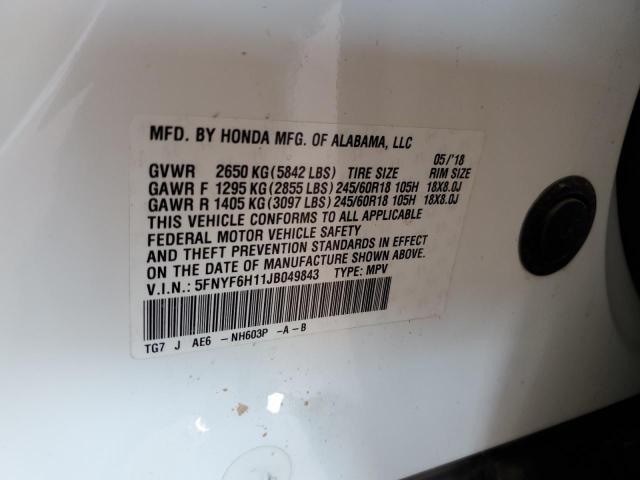 MFD. BY HONDA MFG. OF ALABAMA, LLC
05/'18
GVWR 2650 KG(5842 LBS) TIRE SIZE RIM SIZE
GAWR F 1295 KG(2855 LBS) 245/60R18 105H 18X8.0J
GAWR R 1405 KG(3097 LBS) 245/60R18 105H 18X8.0J
THIS VEHICLE CONFORMS TO ALL APPLICABLE
FEDERAL MOTOR VEHICLE SAFETY
AND THEFT PREVENTION STANDARDS IN EFFECT
ON THE DATE OF MANUFACTURE SHOWN ABOVE.
V.I.N.: 5FNYF6H11JB049843 TYPE: MPV
TG7 J AE6 -NH603P -A-B